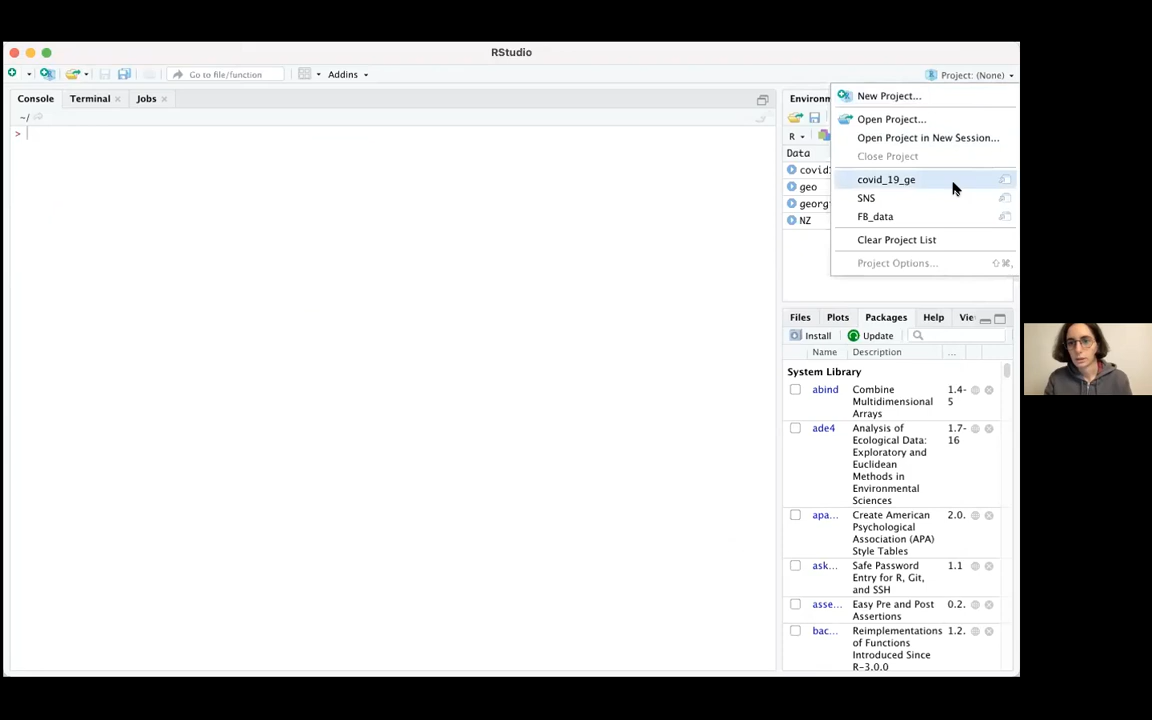 RStudio
Go to file/function
Addins
Project: (None)
Console
Terminal
Jobs
~/
>
Environm
R
Data
covid
geo
georg
NZ
New Project...
Open Project...
Open Project in New Session...
Close Project
covid_19_ge
SNS
FB_data
Clear Project List
Project Options... ⇧⌘,
Files Plots Packages Help Vie
Install Update
Name Description ...
System Library
abind Combine 1.4-
Multidimensional 5
Arrays
ade4 Analysis of 1.7-
Ecological Data: 16
Exploratory and
Euclidean
Methods in
Environmental
Sciences
apa... Create American 2.0.
Psychological
Association (APA)
Style Tables
ask... Safe Password 1.1
Entry for R, Git,
and SSH
asse... Easy Pre and Post 0.2.
Assertions
bac... Reimplementations 1.2.
of Functions
Introduced Since
R-3.0.0